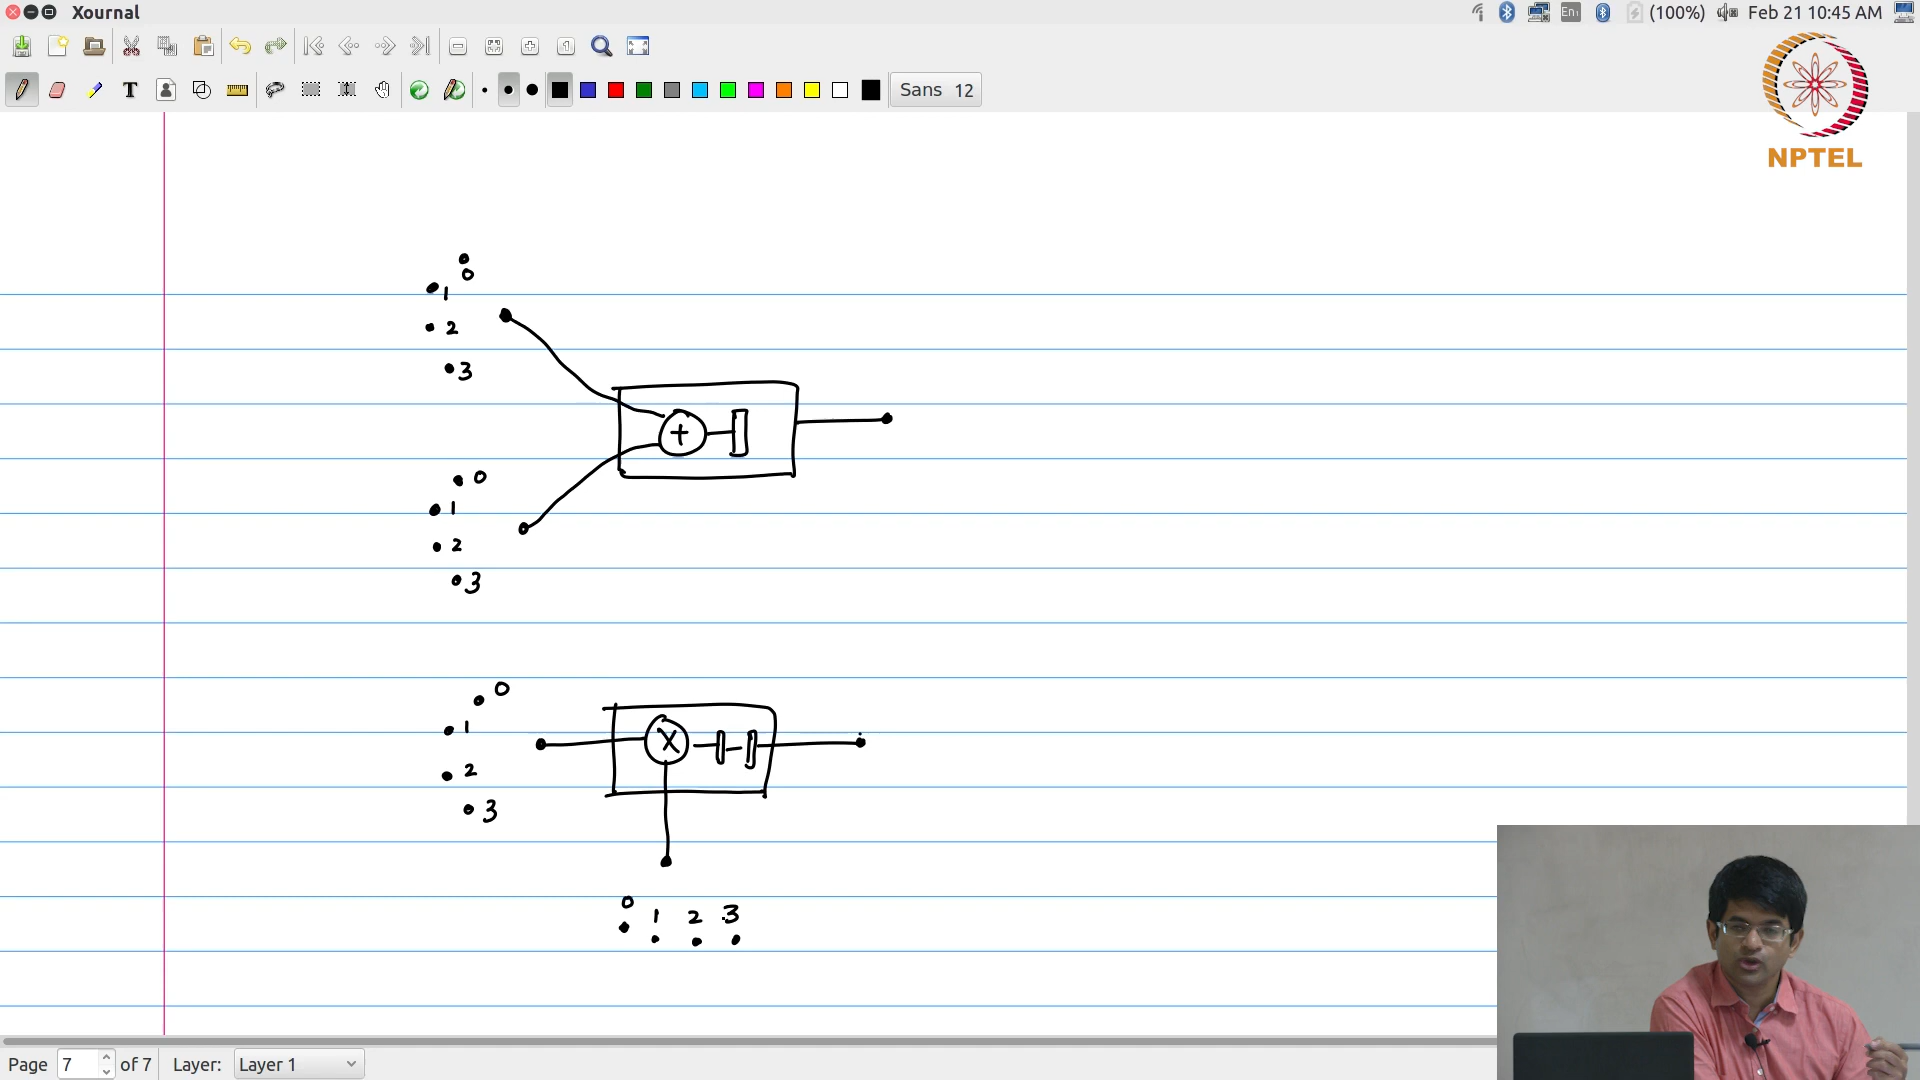 Xournal
En₁ (100%) Feb 21 10:45 AM
T Sans 12
NPTEL
0
1
2
3
+
0
1
2
3
0
1
2
3
X
0 1 2 3
Page 7 of 7 Layer: Layer 1